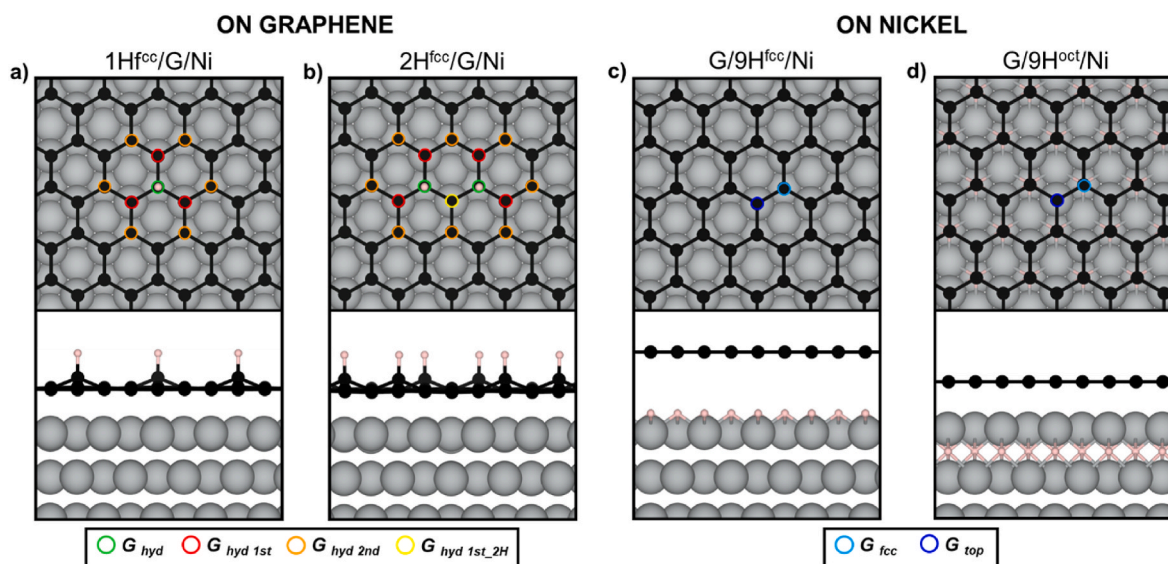 ON GRAPHENE
ON NICKEL
a) 1Hfᶜᶜ/G/Ni
b) 2Hᶠᶜᶜ/G/Ni
c) G/9Hᶠᶜᶜ/Ni
d) G/9Hᵒᶜᵗ/Ni
G hyd G hyd 1st G hyd 2nd G hyd 1st_2H
G fcc G top